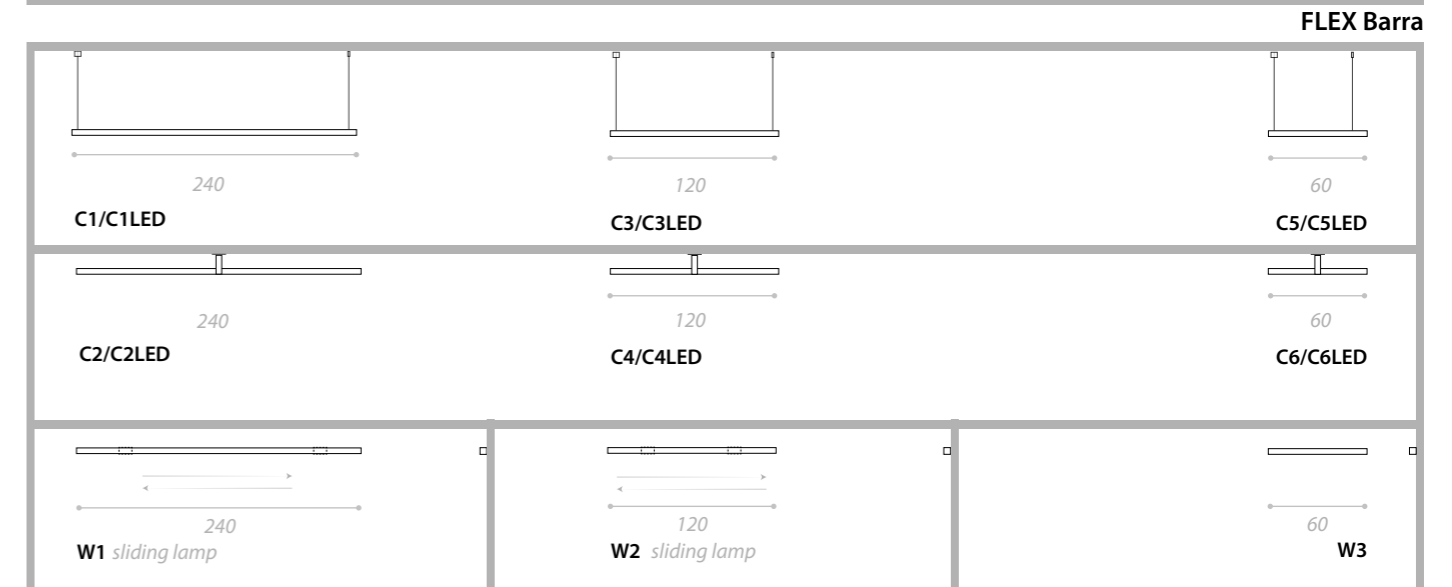 FLEX Barra
240
120
60
C1/C1LED
C3/C3LED
C5/C5LED
240
120
60
C2/C2LED
C4/C4LED
C6/C6LED
240
120
60
W1 sliding lamp
W2 sliding lamp
W3